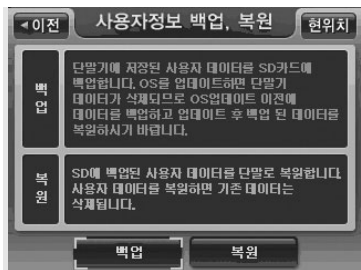 ◀이전
사용자정보 백업, 복원
현위치
백업
단말기에 저장된 사용자 데이터를 SD카드에
백업합니다. OS를 업데이트하면 단말기
데이터가 삭제되므로 OS업데이트 이전에
데이터를 백업하고 업데이트 후 백업 된 데이터를
복원하시기 바랍니다.
복원
SD에 백업된 사용자 데이터를 단말로 복원합니다.
사용자 데이터를 복원하면 기존 데이터는
삭제됩니다.
백업
복원